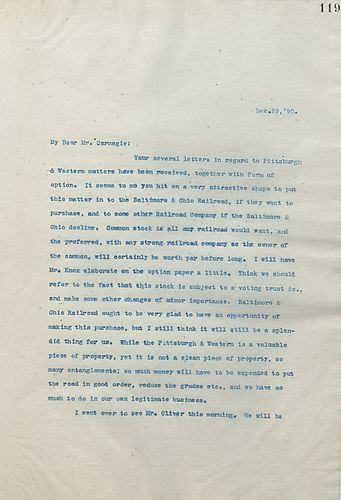 119
Dec.29,'90.
My Dear Mr. Carnegie:
Your several letters in regard to Pittsburgh
& Western matters have been received, together with form of
option. It seems to me you hit on a very attractive shape to put
this matter in to the Baltimore & Ohio Railroad, if they want to
purchase, and to some other Railroad Company if the Baltimore &
Ohio decline. Common stock is all any railroad would want, and
the preferred, with any strong railroad company as the owner of
the common, will certainly be worth par before long. I will have
Mr. Knox elaborate on the option paper a little. Think we should
refer to the fact that this stock is subject to a voting trust &c.,
and make some other changes of minor importance. Baltimore &
Ohio Railroad ought to be very glad to have an opportunity of
making this purchase, but I still think it will still be a splen-
did thing for us. While the Pittsburgh & Western is a valuable
piece of property, yet it is not a clean piece of property, so
many entanglements; so much money will have to be expended to put
the road in good order, reduce the grades etc., and we have so
much to do in our own legitimate business.
I went over to see Mr. Oliver this morning. He will be